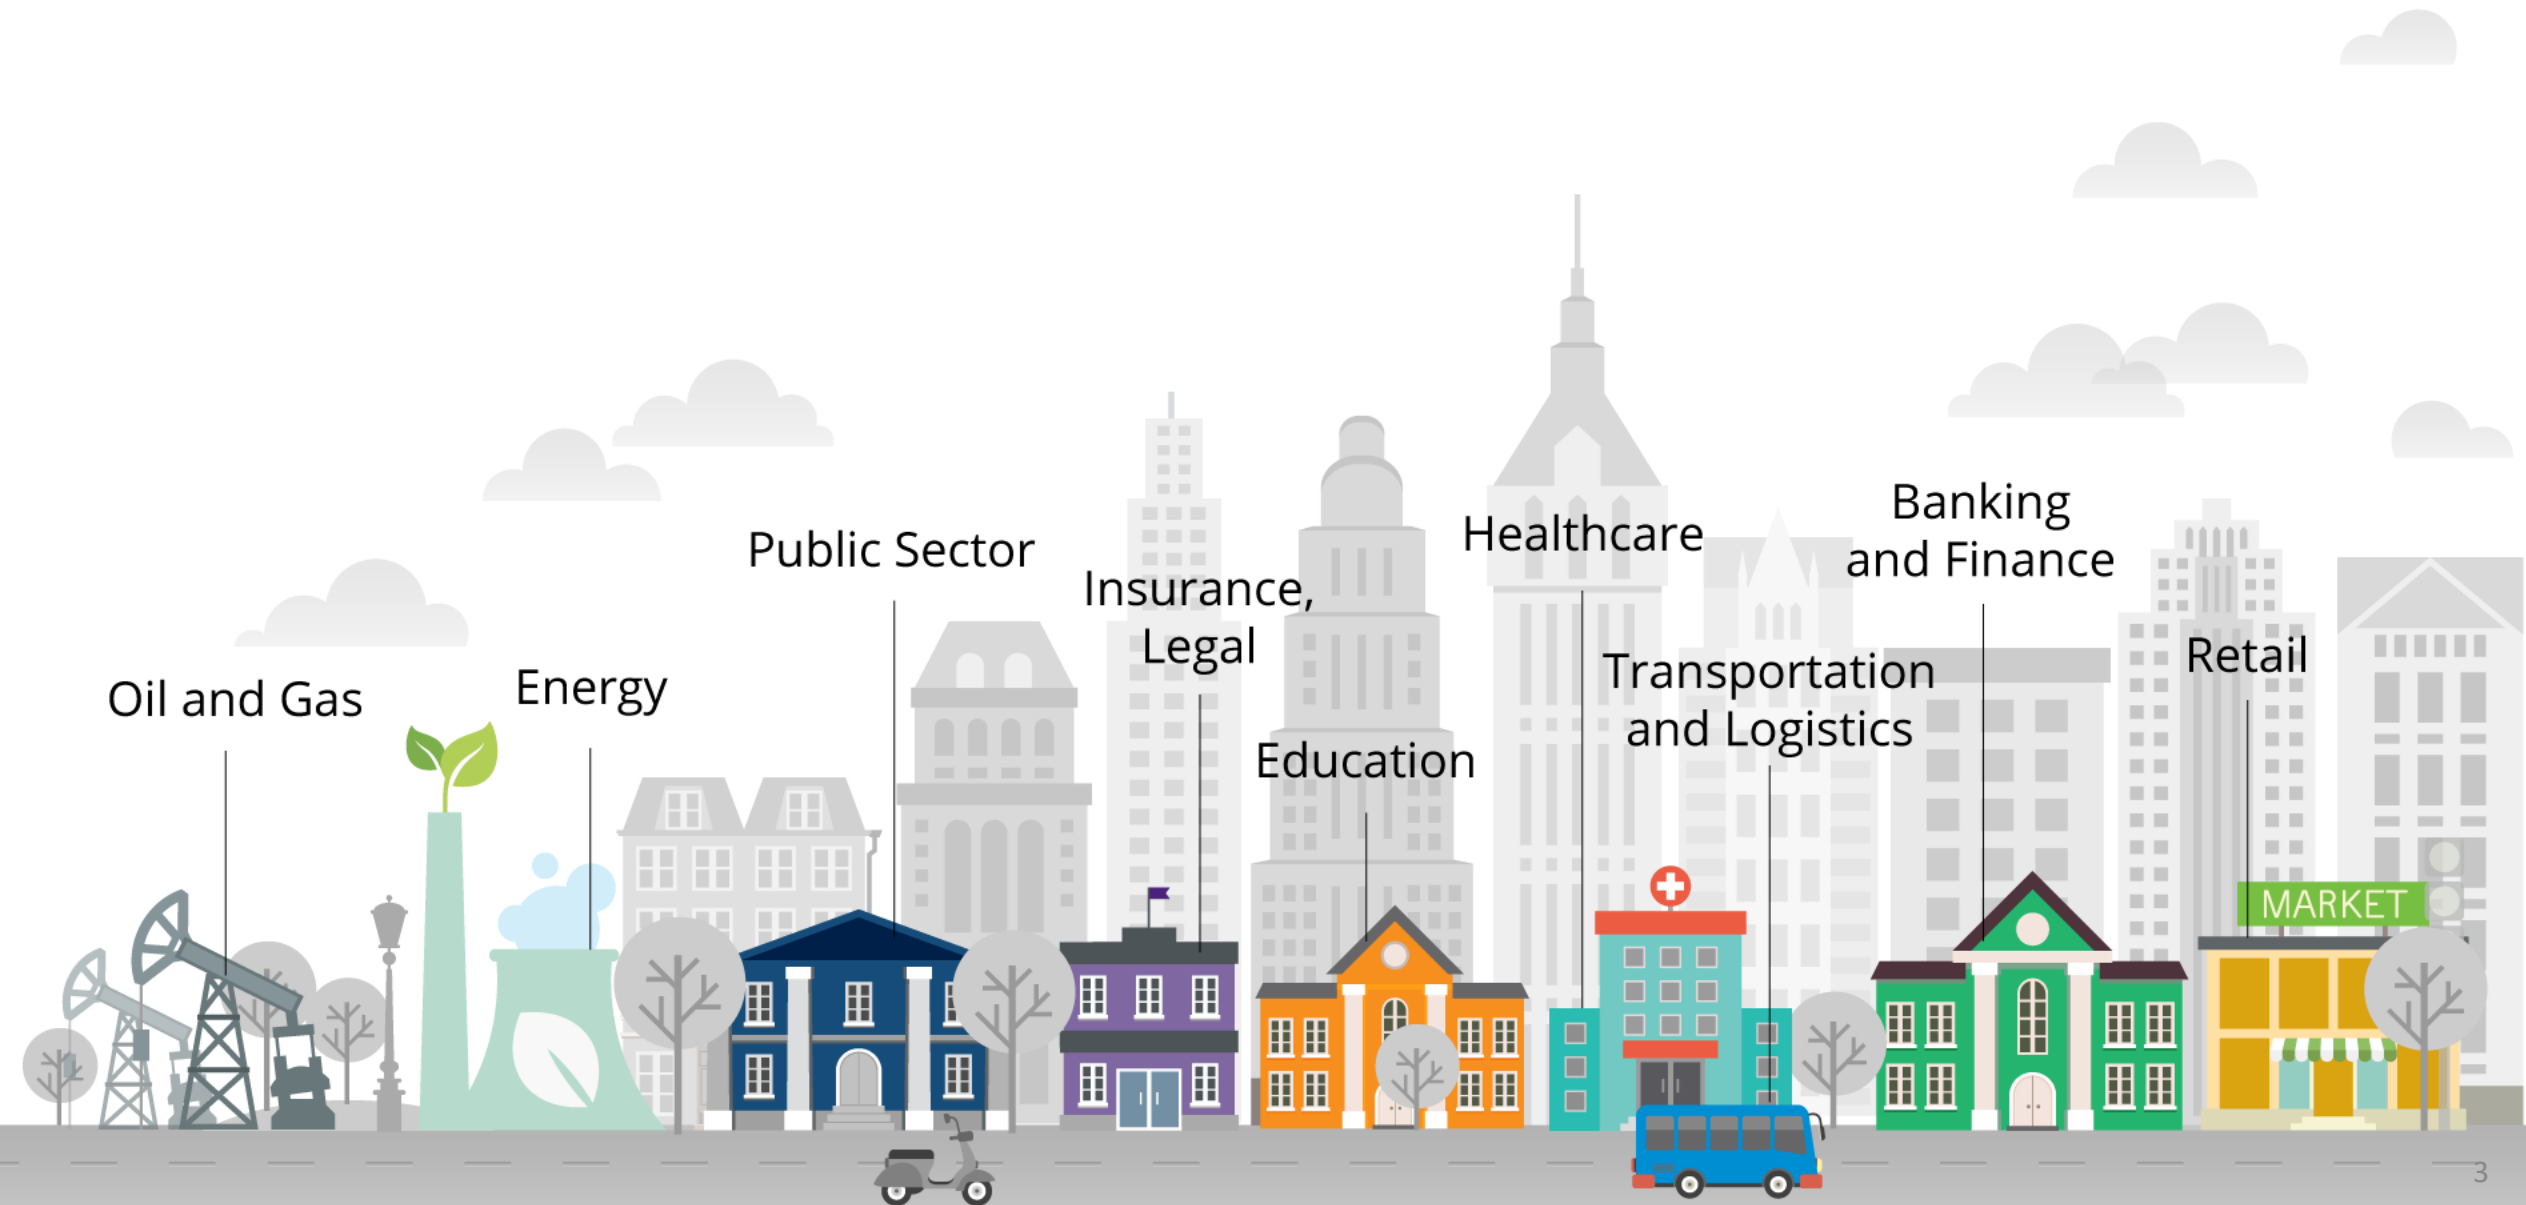 Oil and Gas
Energy
Public Sector
Insurance,
Legal
Education
Healthcare
Transportation
and Logistics
Banking
and Finance
Retail
MARKET
3